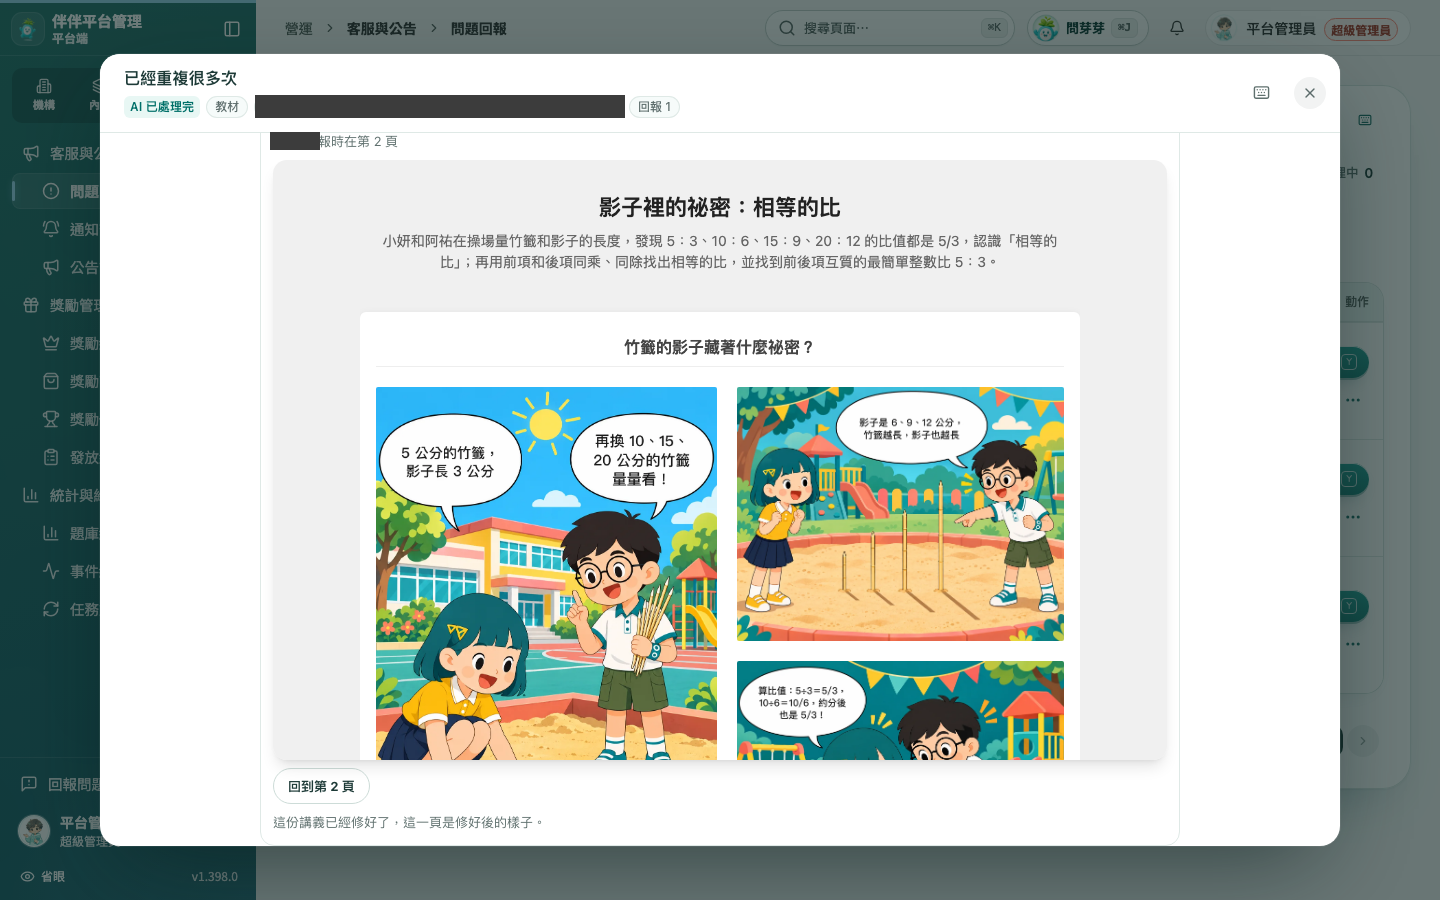 伴伴平台管理
平台端
營運
客服與公告
問題回報
搜尋頁面…
⌘K
問芽芽
⌘J
平台管理員
超級管理員
機構
已經重複很多次
AI 已處理完
教材
回報 1
客服與公
問題
通知
公告
獎勵管理
獎勵
獎勵
獎勵
發放
統計與
題庫
事件
任務
回報問題
平台管
超級管理
省眼
v1.398.0
報時在第 2 頁
影子裡的祕密：相等的比
小妍和阿祐在操場量竹籤和影子的長度，發現 5：3、10：6、15：9、20：12 的比值都是 5/3，認識「相等的
比」；再用前項和後項同乘、同除找出相等的比，並找到前後項互質的最簡單整數比 5：3。
竹籤的影子藏著什麼祕密？
5 公分的竹籤，
影子長 3 公分
再換 10、15、
20 公分的竹籤
量量看！
影子是 6、9、12 公分，
竹籤越長，影子也越長
算比值：5÷3＝5/3，
10÷6＝10/6，約分後
也是 5/3！
回到第 2 頁
這份講義已經修好了，這一頁是修好後的樣子。
中 0
動作
Y
Y
Y